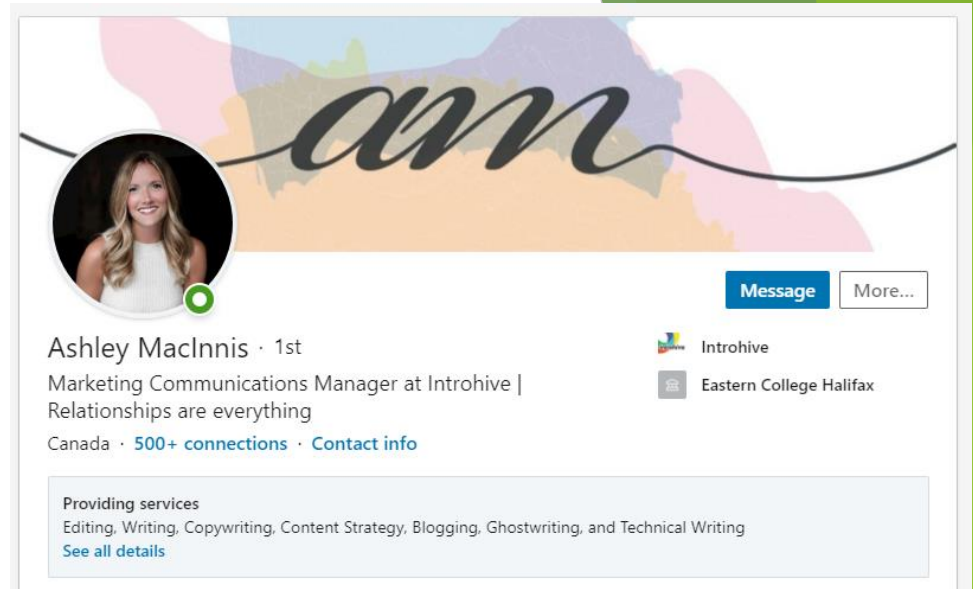 am
Message
More...
Ashley MacInnis · 1st
Introhive
Marketing Communications Manager at Introhive |
Relationships are everything
Eastern College Halifax
Canada · 500+ connections · Contact info
Providing services
Editing, Writing, Copywriting, Content Strategy, Blogging, Ghostwriting, and Technical Writing
See all details